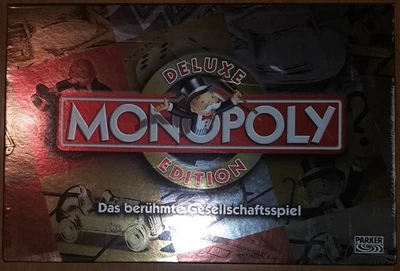 DELUXE
MONOPOLY
EDITION
Das berühmte Gesellschaftsspiel
PARKER